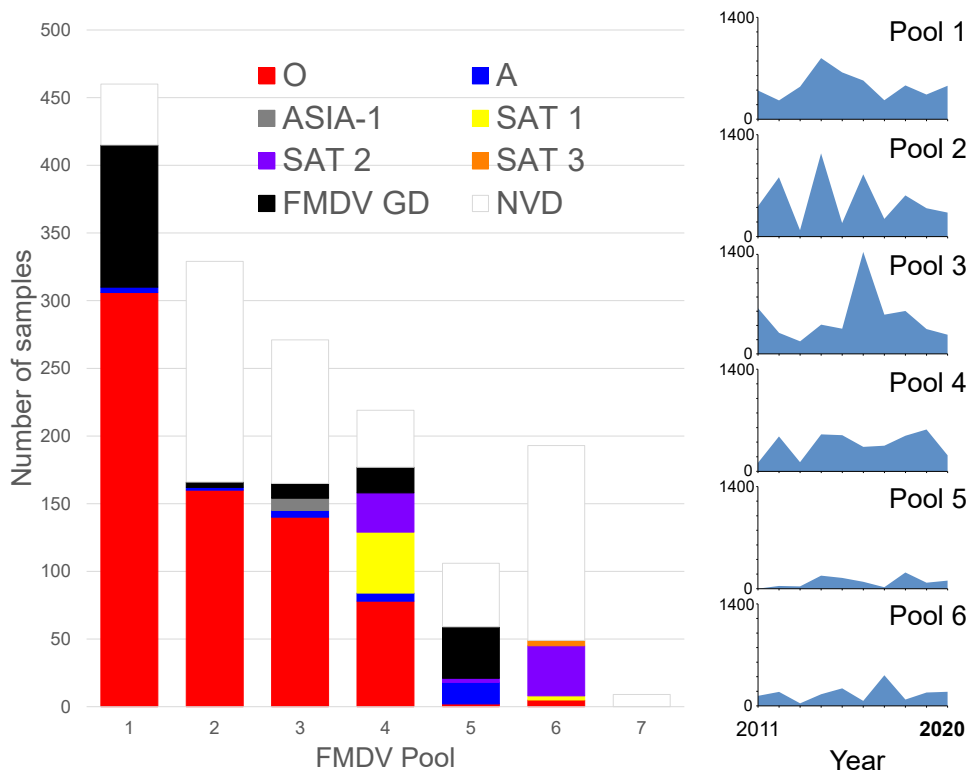 Number of samples
500
450
400
350
300
250
200
150
100
50
0
O A
ASIA-1 SAT 1
SAT 2 SAT 3
FMDV GD NVD
1 2 3 4 5 6 7
FMDV Pool
1400
Pool 1
0
1400
Pool 2
0
1400
Pool 3
0
1400
Pool 4
0
1400
Pool 5
0
1400
Pool 6
0
2011 2020
Year